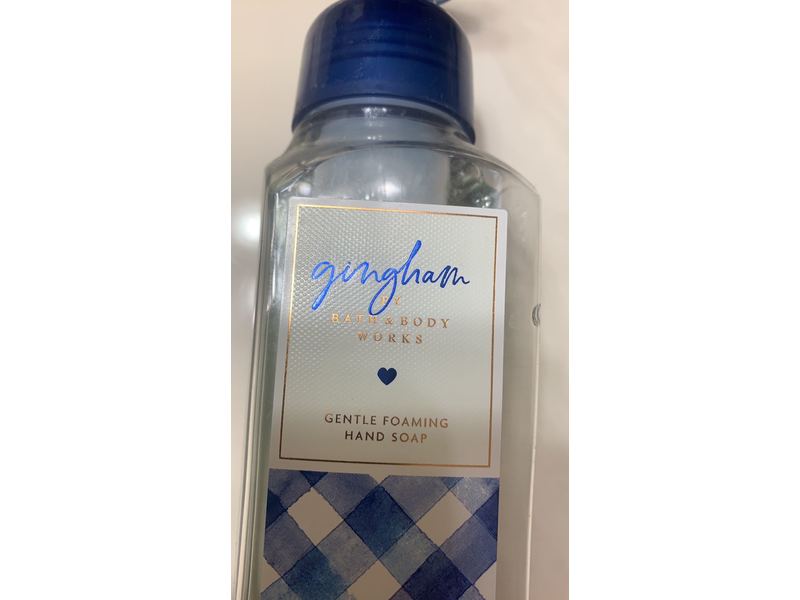 gingham
BY
BATH & BODY
WORKS
GENTLE FOAMING
HAND SOAP